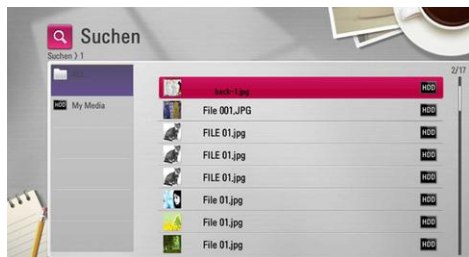 Suchen
Suchen > 1
2/17
back-1.jpg HDD
HDD My Media
File 001.JPG HDD
FILE 01.jpg HDD
FILE 01.jpg HDD
FILE 01.jpg HDD
File 01.jpg HDD
File 01.jpg HDD
File 01.jpg HDD